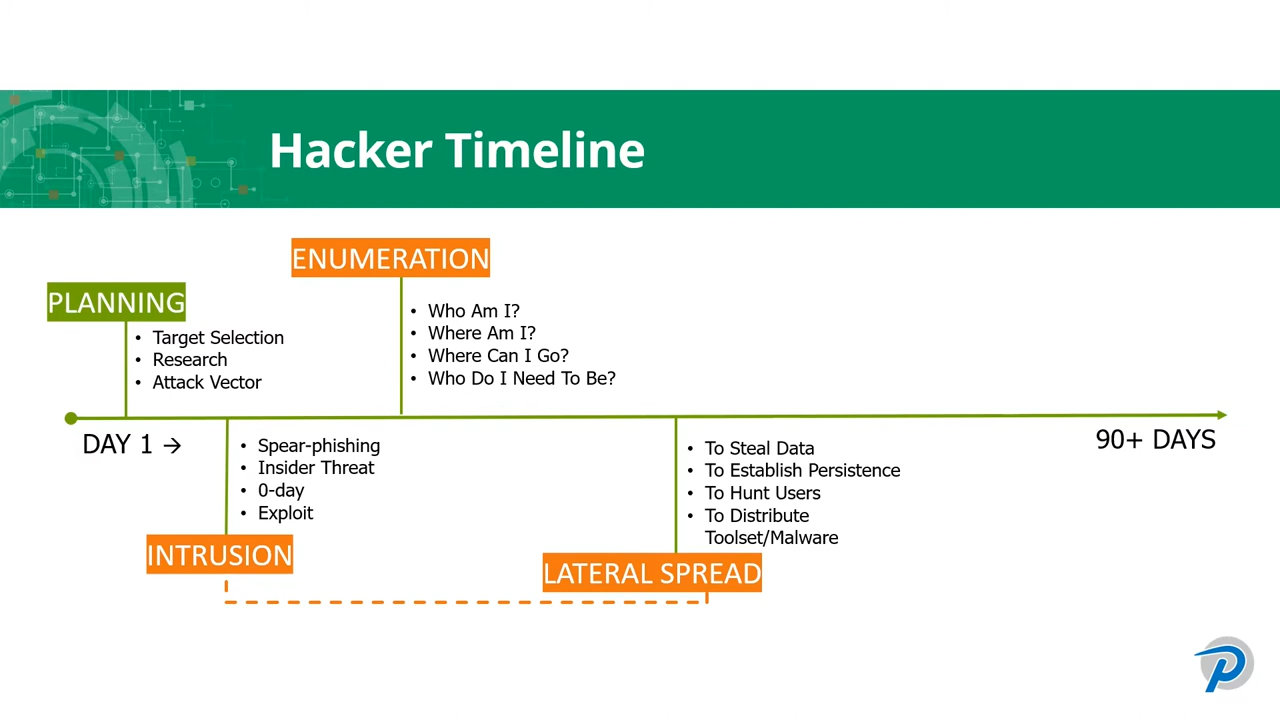 Hacker Timeline
ENUMERATION
• Who Am I?
• Where Am I?
• Where Can I Go?
• Who Do I Need To Be?
PLANNING
• Target Selection
• Research
• Attack Vector
DAY 1 →
90+ DAYS
• Spear-phishing
• Insider Threat
• 0-day
• Exploit
INTRUSION
• To Steal Data
• To Establish Persistence
• To Hunt Users
• To Distribute
Toolset/Malware
LATERAL SPREAD